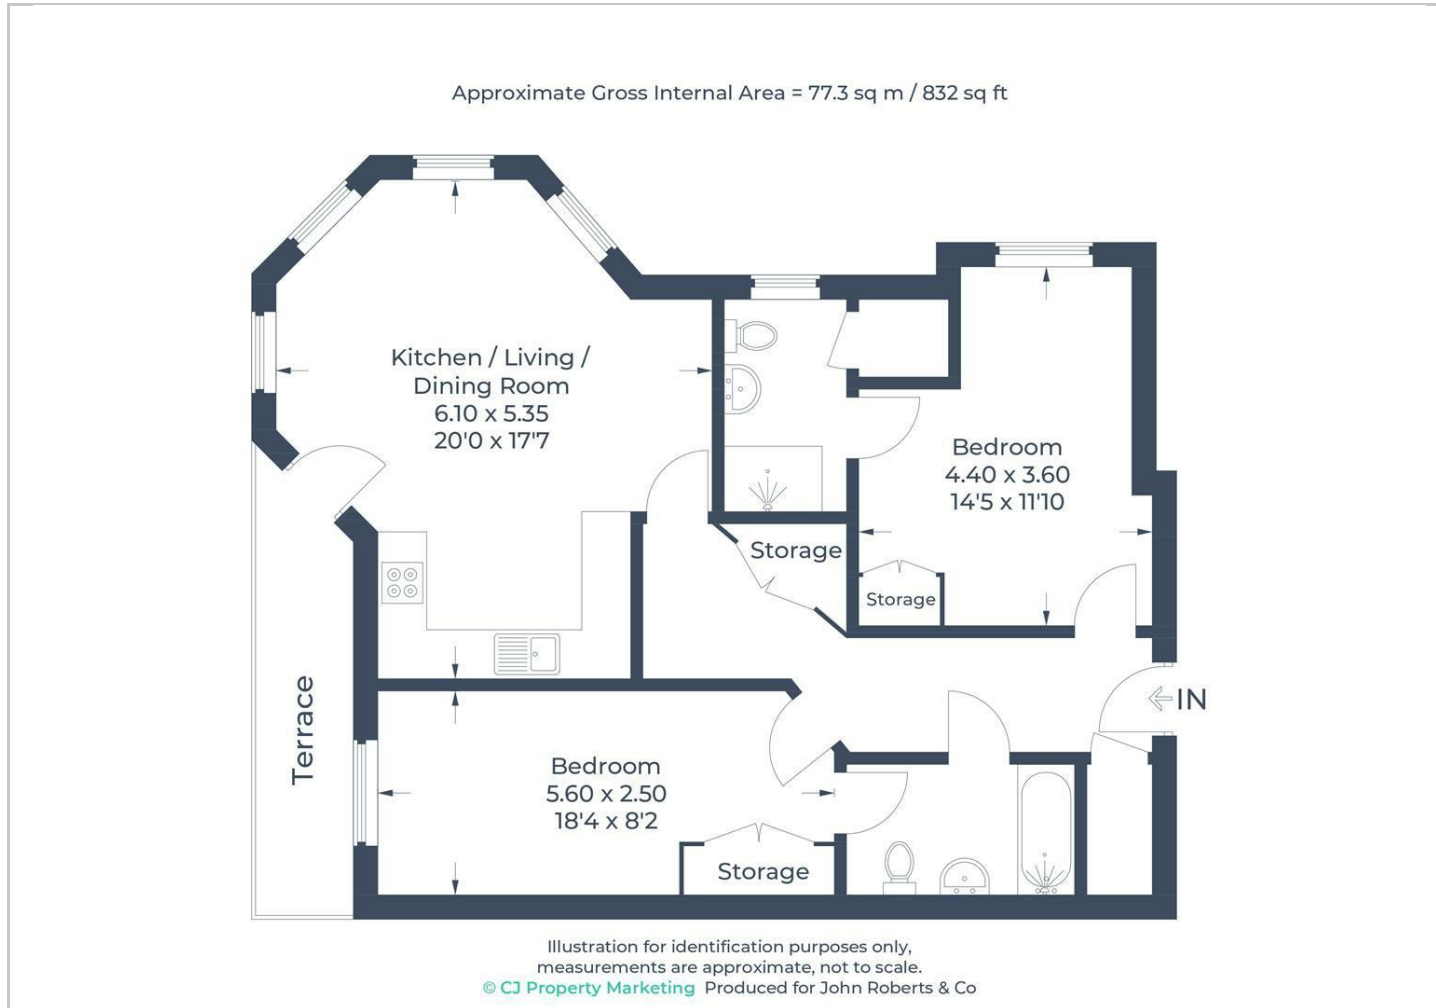 Approximate Gross Internal Area = 77.3 sq m / 832 sq ft
Kitchen / Living /
Dining Room
6.10 x 5.35
20'0 x 17'7
Bedroom
4.40 x 3.60
14'5 x 11'10
Storage
Storage
IN
Terrace
Bedroom
5.60 x 2.50
18'4 x 8'2
Storage
Illustration for identification purposes only,
measurements are approximate, not to scale.
© CJ Property Marketing Produced for John Roberts & Co